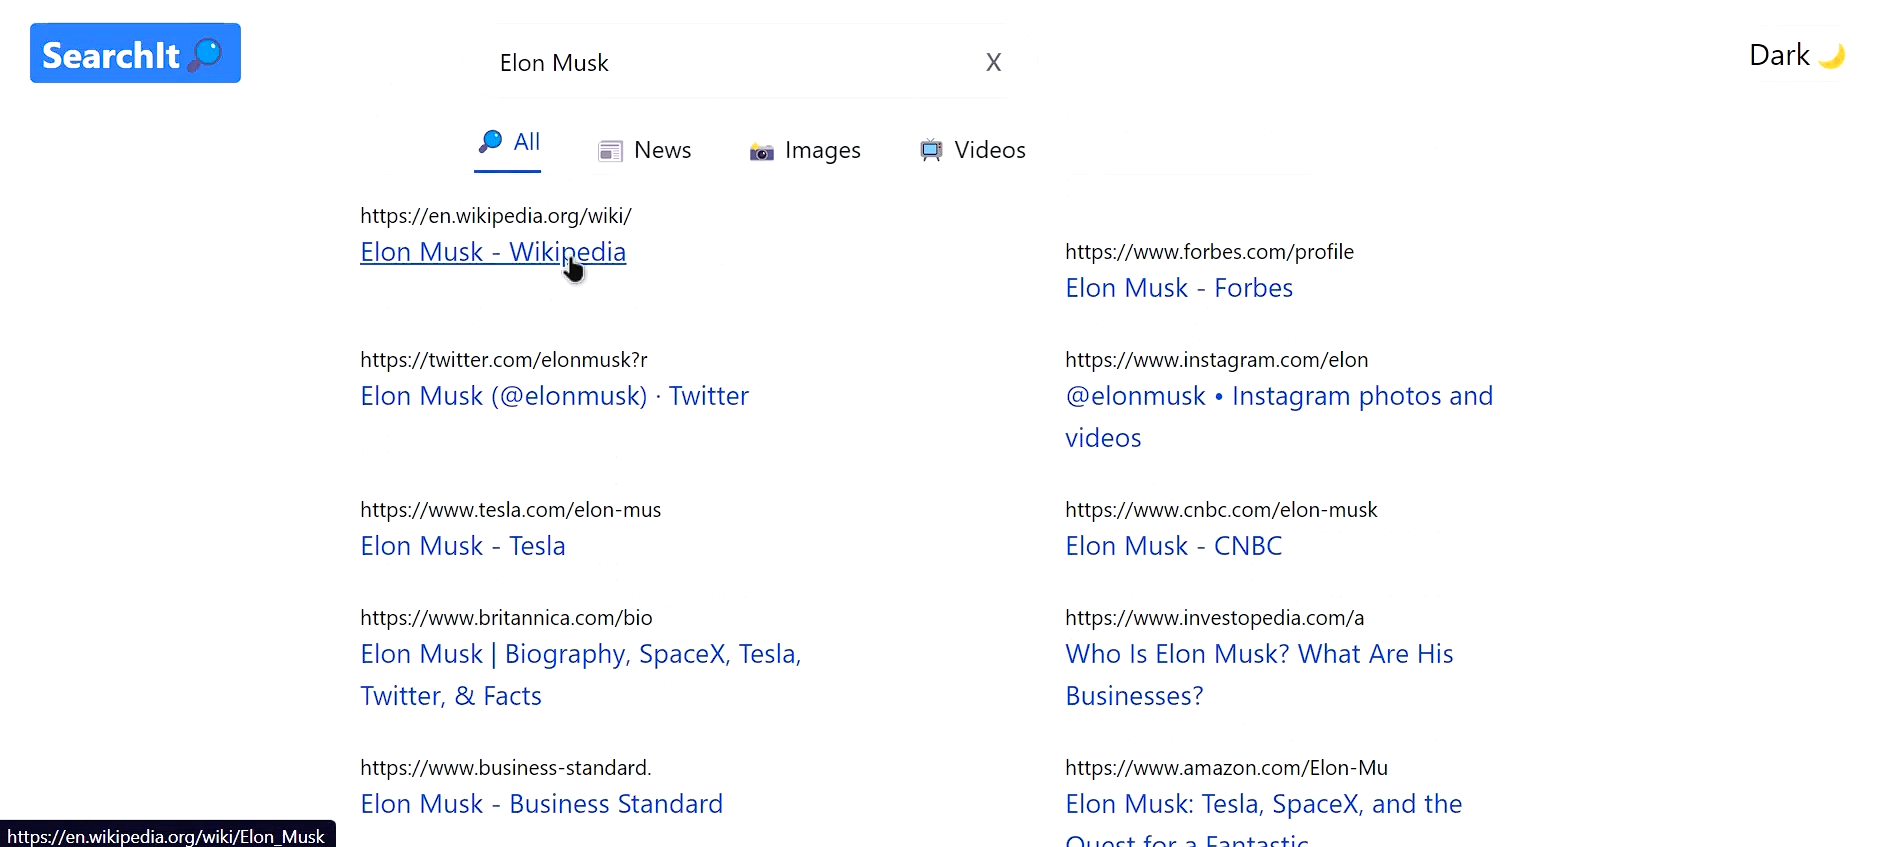 SearchIt
Elon Musk X
Dark
All News Images Videos
https://en.wikipedia.org/wiki/
Elon Musk - Wikipedia
https://www.forbes.com/profile
Elon Musk - Forbes
https://twitter.com/elonmusk?r
Elon Musk (@elonmusk) · Twitter
https://www.instagram.com/elon
@elonmusk • Instagram photos and
videos
https://www.tesla.com/elon-mus
Elon Musk - Tesla
https://www.cnbc.com/elon-musk
Elon Musk - CNBC
https://www.britannica.com/bio
Elon Musk | Biography, SpaceX, Tesla,
Twitter, & Facts
https://www.investopedia.com/a
Who Is Elon Musk? What Are His
Businesses?
https://www.business-standard.
Elon Musk - Business Standard
https://www.amazon.com/Elon-Mu
Elon Musk: Tesla, SpaceX, and the
Quest for a Fantastic
https://en.wikipedia.org/wiki/Elon_Musk